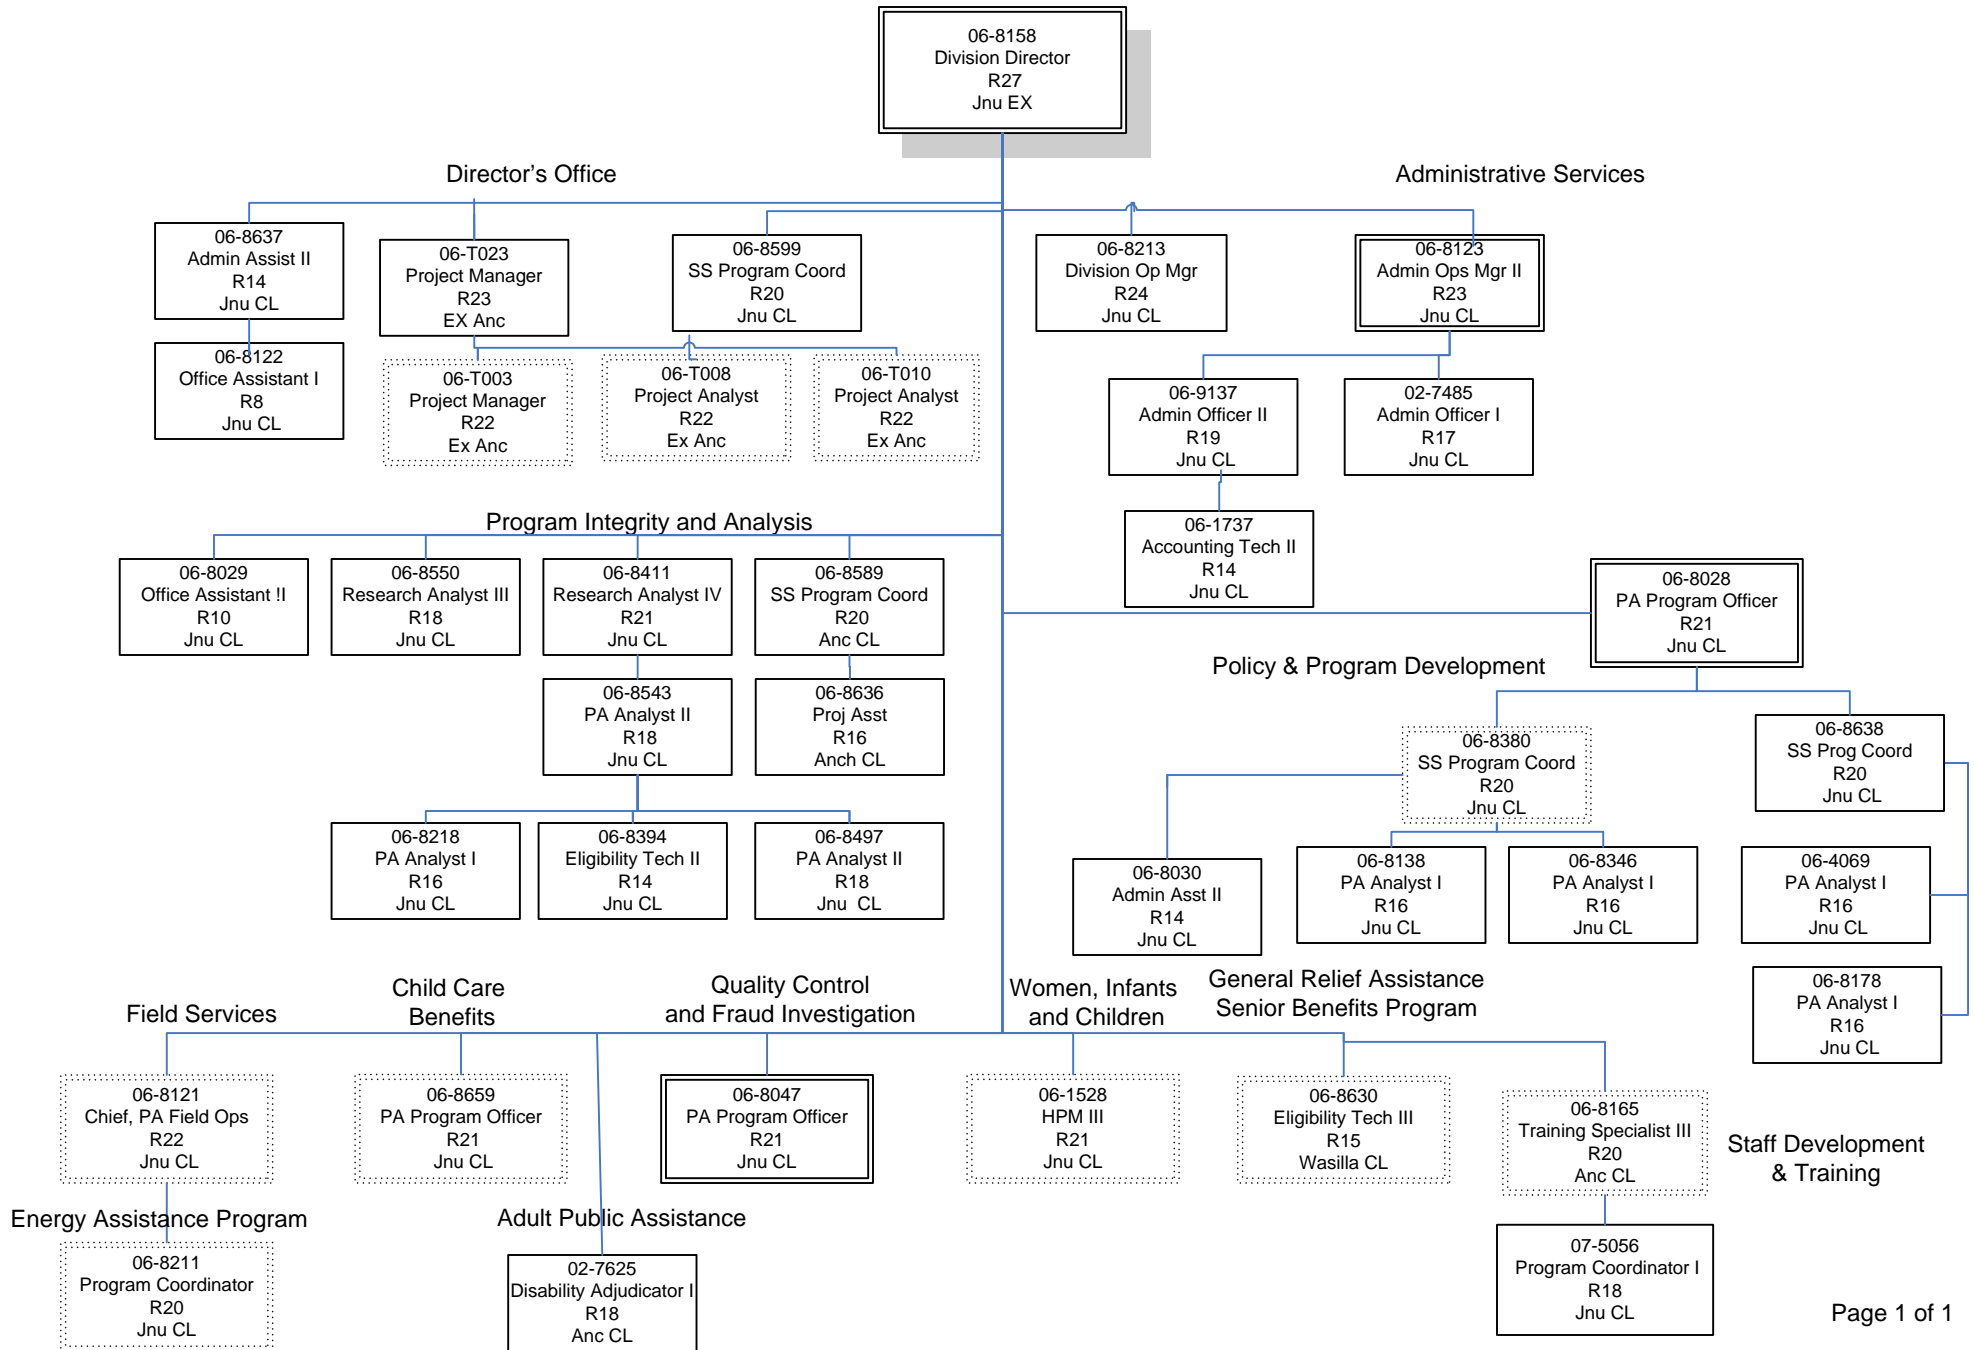 06-8158
Division Director
R27
Jnu EX
Director's Office
Administrative Services
06-8637
Admin Assist II
R14
Jnu CL
06-T023
Project Manager
R23
EX Anc
06-8599
SS Program Coord
R20
Jnu CL
06-8213
Division Op Mgr
R24
Jnu CL
06-8123
Admin Ops Mgr II
R23
Jnu CL
06-8122
Office Assistant I
R8
Jnu CL
06-T003
Project Manager
R22
Ex Anc
06-T008
Project Analyst
R22
Ex Anc
06-T010
Project Analyst
R22
Ex Anc
06-9137
Admin Officer II
R19
Jnu CL
02-7485
Admin Officer I
R17
Jnu CL
06-1737
Accounting Tech II
R14
Jnu CL
Program Integrity and Analysis
06-8029
Office Assistant !I
R10
Jnu CL
06-8550
Research Analyst III
R18
Jnu CL
06-8411
Research Analyst IV
R21
Jnu CL
06-8589
SS Program Coord
R20
Anc CL
06-8543
PA Analyst II
R18
Jnu CL
06-8636
Proj Asst
R16
Anch CL
06-8218
PA Analyst I
R16
Jnu CL
06-8394
Eligibility Tech II
R14
Jnu CL
06-8497
PA Analyst II
R18
Jnu  CL
06-8028
PA Program Officer
R21
Jnu CL
Policy & Program Development
06-8380
SS Program Coord
R20
Jnu CL
06-8638
SS Prog Coord
R20
Jnu CL
06-8030
Admin Asst II
R14
Jnu CL
06-8138
PA Analyst I
R16
Jnu CL
06-8346
PA Analyst I
R16
Jnu CL
06-4069
PA Analyst I
R16
Jnu CL
06-8178
PA Analyst I
R16
Jnu CL
Field Services
Child Care
Benefits
Quality Control
and Fraud Investigation
Women, Infants
and Children
General Relief Assistance
Senior Benefits Program
06-8121
Chief, PA Field Ops
R22
Jnu CL
06-8659
PA Program Officer
R21
Jnu CL
06-8047
PA Program Officer
R21
Jnu CL
06-1528
HPM III
R21
Jnu CL
06-8630
Eligibility Tech III
R15
Wasilla CL
06-8165
Training Specialist III
R20
Anc CL
Staff Development
& Training
Energy Assistance Program
06-8211
Program Coordinator
R20
Jnu CL
Adult Public Assistance
02-7625
Disability Adjudicator I
R18
Anc CL
07-5056
Program Coordinator I
R18
Jnu CL
Page 1 of 1